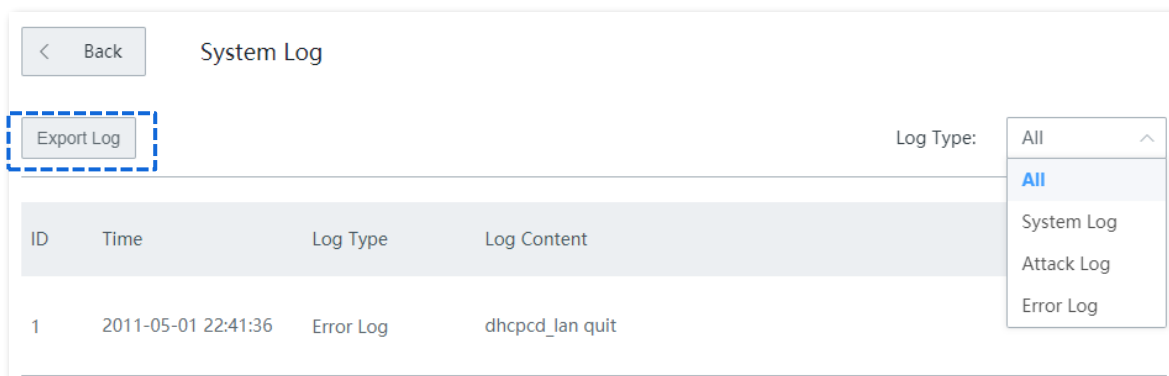 Back
System Log
Export Log
Log Type:
All
All
System Log
Attack Log
Error Log
ID Time Log Type Log Content
1 2011-05-01 22:41:36 Error Log dhcpcd_lan quit